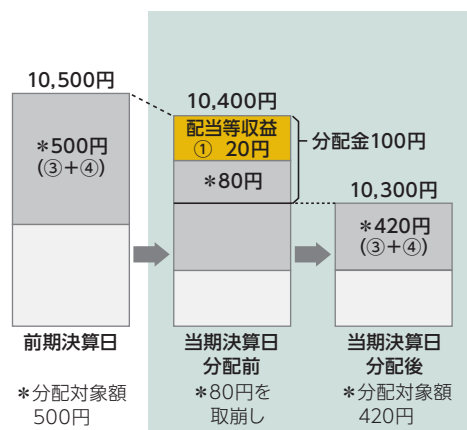 10,500円
*500円
(③+④)
前期決算日
*分配対象額
500円
10,400円
配当等収益
① 20円
*80円
分配金100円
当期決算日
分配前
*80円を
取崩し
10,300円
*420円
(③+④)
当期決算日
分配後
*分配対象額
420円